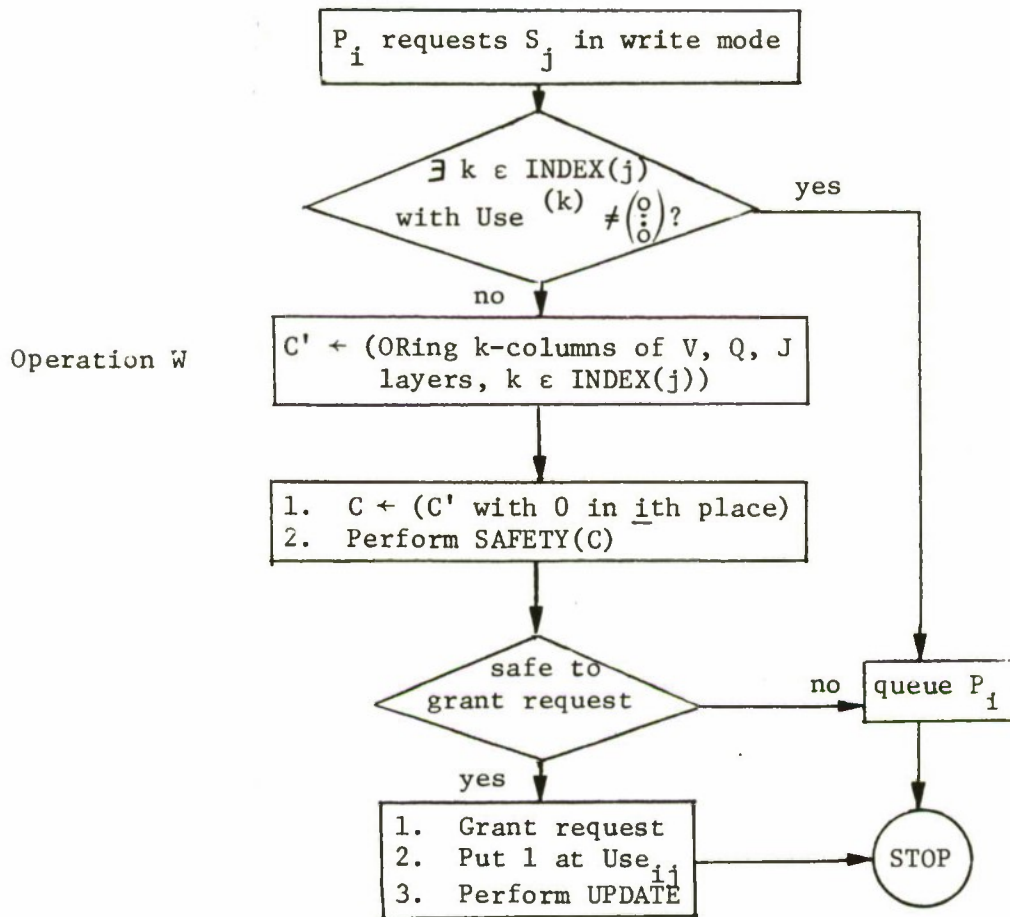 P_i requests S_j in write mode
∃ k ε INDEX(j)
with Use^(k) ≠ (0 ⋮ 0)?
yes
no
Operation W
C' ← (ORing k-columns of V, Q, J
layers, k ε INDEX(j))
1. C ← (C' with 0 in ith place)
2. Perform SAFETY(C)
safe to
grant request
no
queue P_i
yes
1. Grant request
2. Put 1 at Use_ij
3. Perform UPDATE
STOP